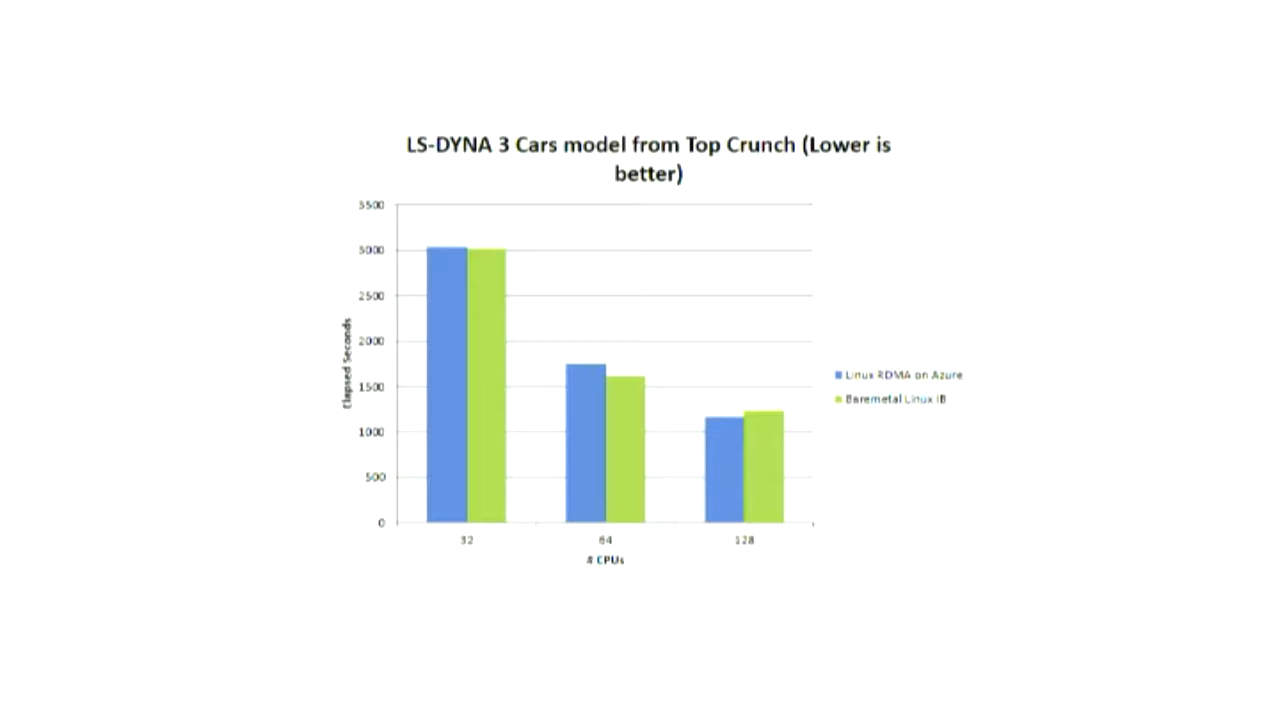 LS-DYNA 3 Cars model from Top Crunch (Lower is
better)
3500
3000
2500
2000
1500
1000
500
0
Elapsed Seconds
32
64
128
# CPUs
Linux RDMA on Azure
Baremetal Linux IB